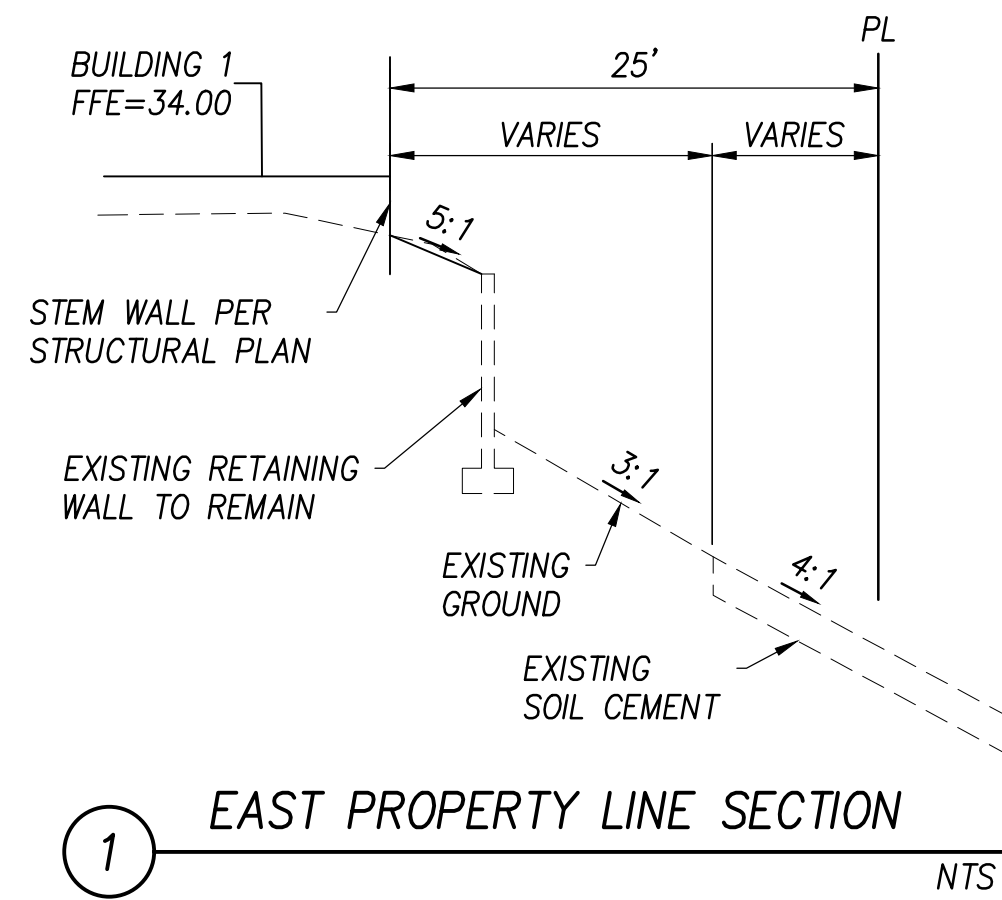 PL
BUILDING 1
FFE=34.00
25'
VARIES
VARIES
5:1
STEM WALL PER
STRUCTURAL PLAN
EXISTING RETAINING
WALL TO REMAIN
3:1
EXISTING
GROUND
4:1
EXISTING
SOIL CEMENT
1
EAST PROPERTY LINE SECTION
NTS